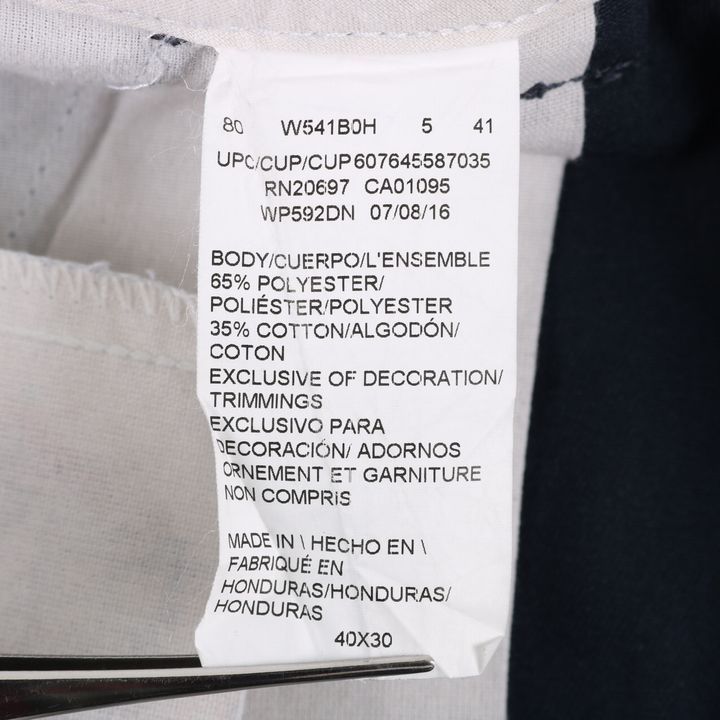 80 W541B0H 5 41
UPC/CUP/CUP607645587035
RN20697 CA01095
WP592DN 07/08/16
BODY/CUERPO/L'ENSEMBLE
65% POLYESTER/
POLIÉSTER/POLYESTER
35% COTTON/ALGODÓN/
COTON
EXCLUSIVE OF DECORATION/
TRIMMINGS
EXCLUSIVO PARA
DECORACIÓN/ ADORNOS
ORNEMENT ET GARNITURE
NON COMPRIS
MADE IN \ HECHO EN \
FABRIQUÉ EN
HONDURAS/HONDURAS/
HONDURAS
40X30